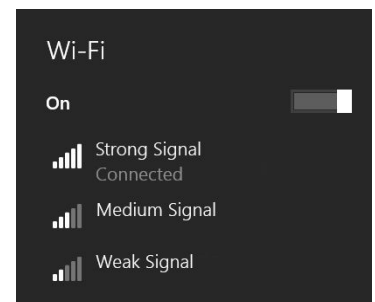 Wi-Fi
On
Strong Signal
Connected
Medium Signal
Weak Signal